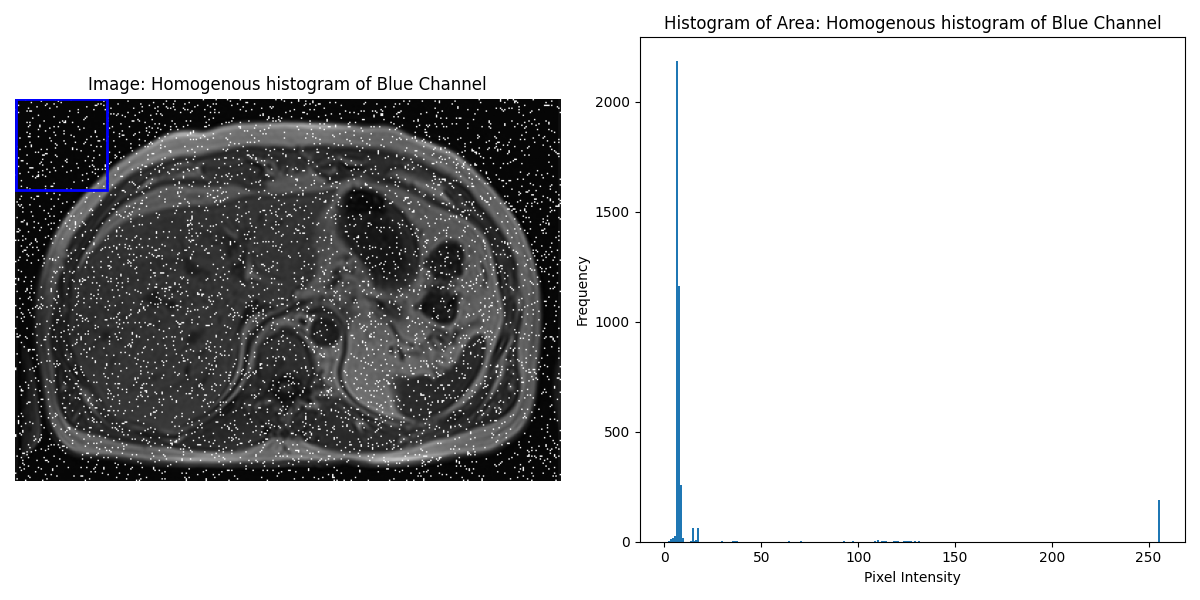 Image: Homogenous histogram of Blue Channel
Histogram of Area: Homogenous histogram of Blue Channel
Frequency
2000
1500
1000
500
0
0 50 100 150 200 250
Pixel Intensity